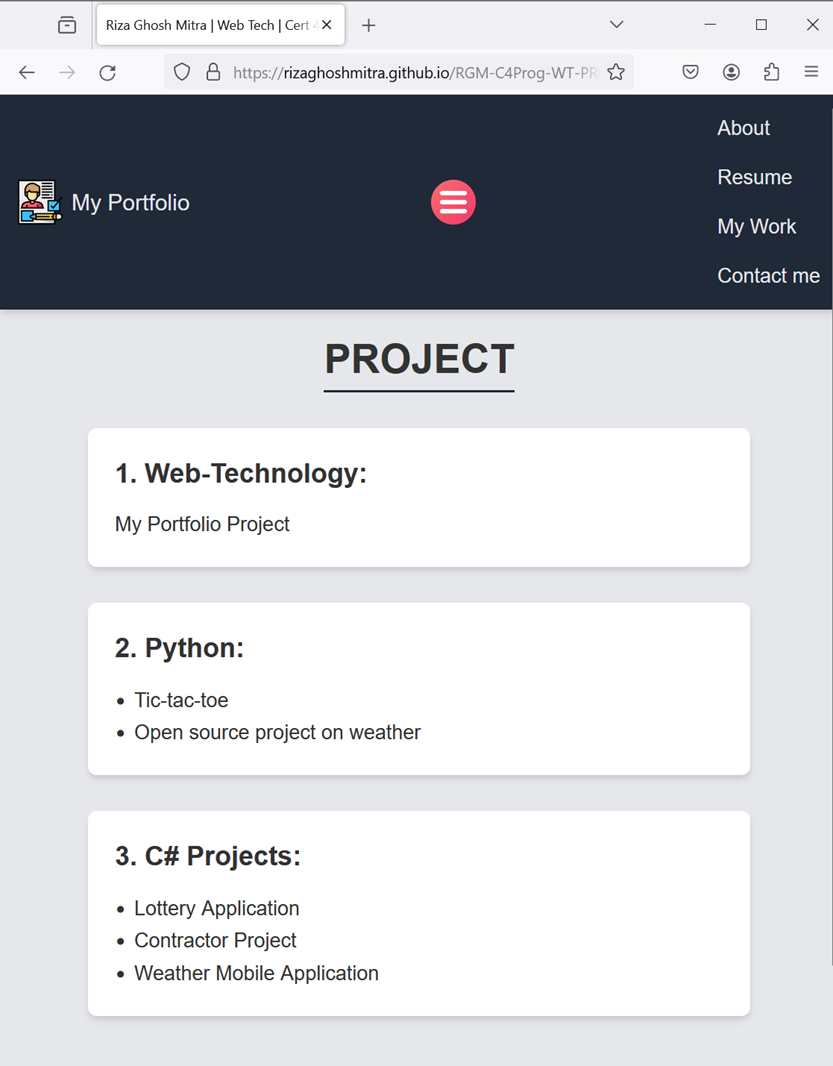 Riza Ghosh Mitra | Web Tech | Cert 4
https://rizaghoshmitra.github.io/RGM-C4Prog-WT-PR
My Portfolio
About
Resume
My Work
Contact me
PROJECT
1. Web-Technology:
My Portfolio Project
2. Python:
• Tic-tac-toe
• Open source project on weather
3. C# Projects:
• Lottery Application
• Contractor Project
• Weather Mobile Application